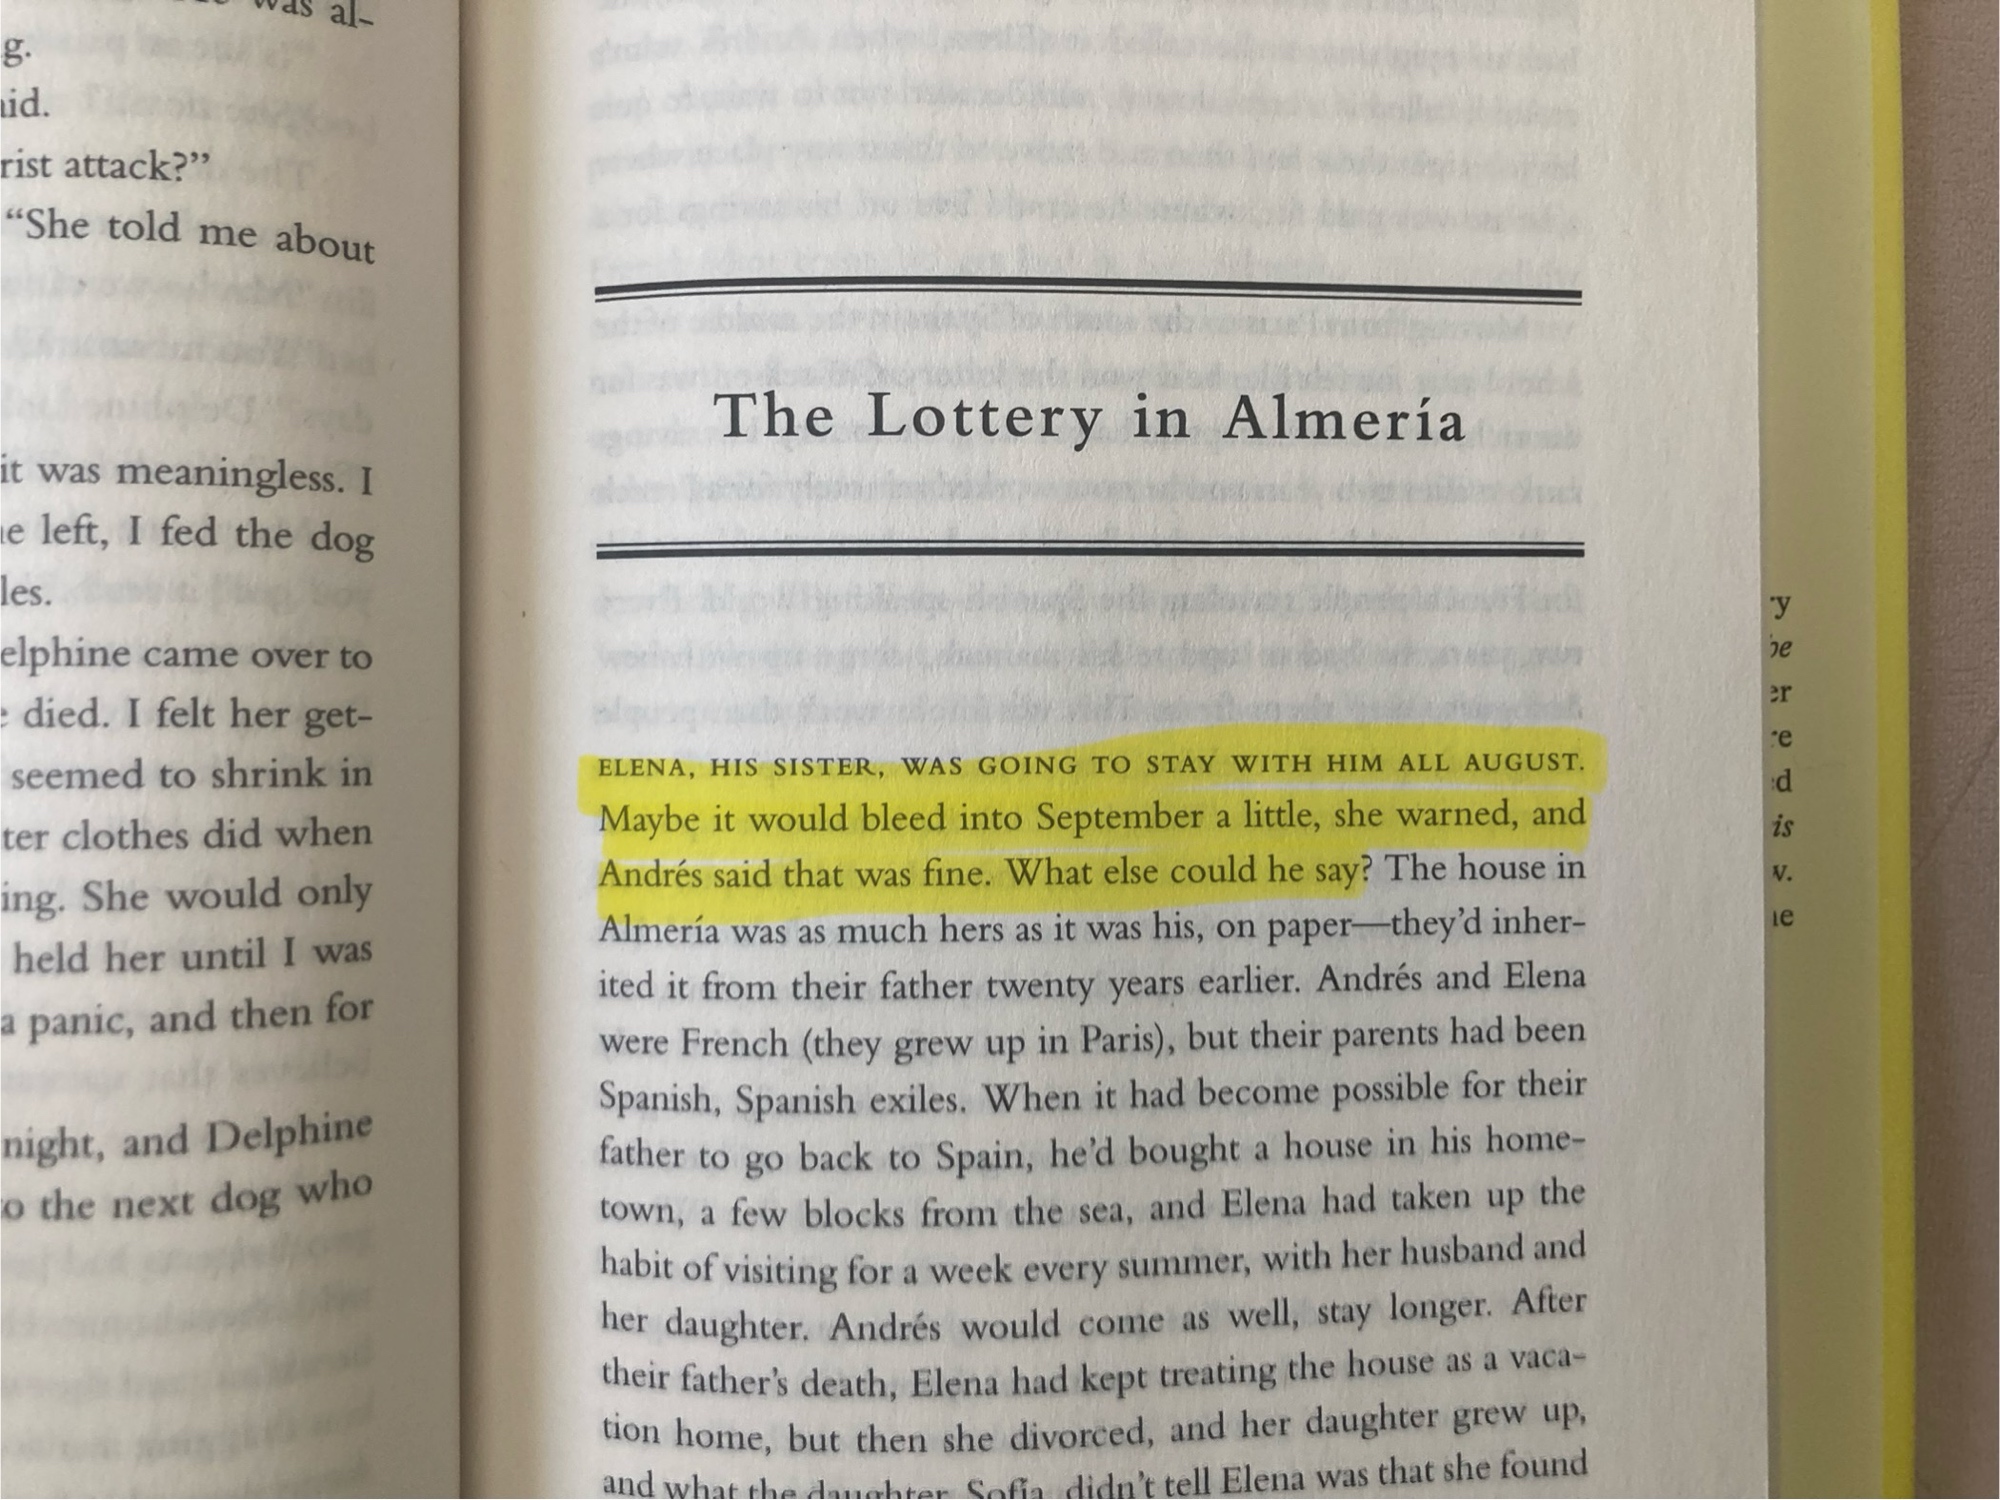 was al-
g.
aid.
rist attack?”
“She told me about
it was meaningless. I
left, I fed the dog
les.
elphine came over to
died. I felt her get-
seemed to shrink in
ter clothes did when
ing. She would only
held her until I was
a panic, and then for
night, and Delphine
o the next dog who
The Lottery in Almería
ELENA, HIS SISTER, WAS GOING TO STAY WITH HIM ALL AUGUST.
Maybe it would bleed into September a little, she warned, and
Andrés said that was fine. What else could he say? The house in
Almería was as much hers as it was his, on paper—they’d inher-
ited it from their father twenty years earlier. Andrés and Elena
were French (they grew up in Paris), but their parents had been
Spanish, Spanish exiles. When it had become possible for their
father to go back to Spain, he’d bought a house in his home-
town, a few blocks from the sea, and Elena had taken up the
habit of visiting for a week every summer, with her husband and
her daughter. Andrés would come as well, stay longer. After
their father’s death, Elena had kept treating the house as a vaca-
tion home, but then she divorced, and her daughter grew up,
and what the daughter, Sofía, didn’t tell Elena was that she found
y
be
er
e
d
is
v.
ne